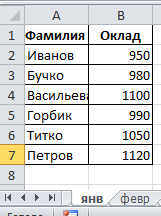 A B
1 Фамилия Оклад
2 Иванов 950
3 Бучко 980
4 Васильева 1100
5 Горбик 990
6 Титко 1050
7 Петров 1120
8
янв февр